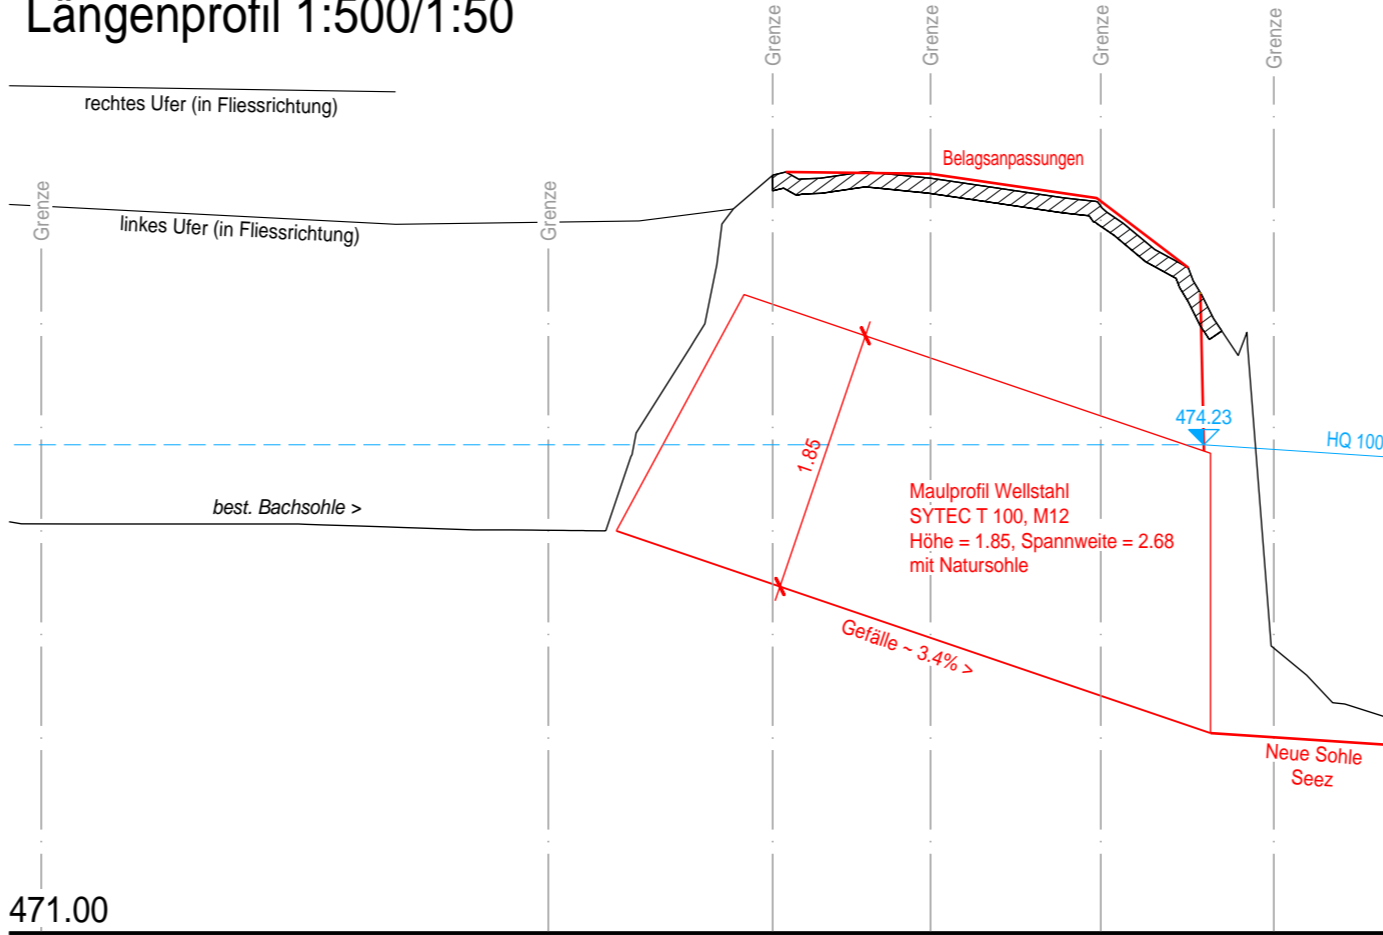 Längenprofil 1:500/1:50
Grenze
Grenze
Grenze
Grenze
rechtes Ufer (in Fliessrichtung)
Belagsanpassungen
Grenze
Grenze
linkes Ufer (in Fliessrichtung)
474.23
HQ 100
1.85
best. Bachsohle >
Maulprofil Wellstahl
SYTEC T 100, M12
Höhe = 1.85, Spannweite = 2.68
mit Natursohle
Gefälle ~ 3.4% >
Neue Sohle
Seez
471.00